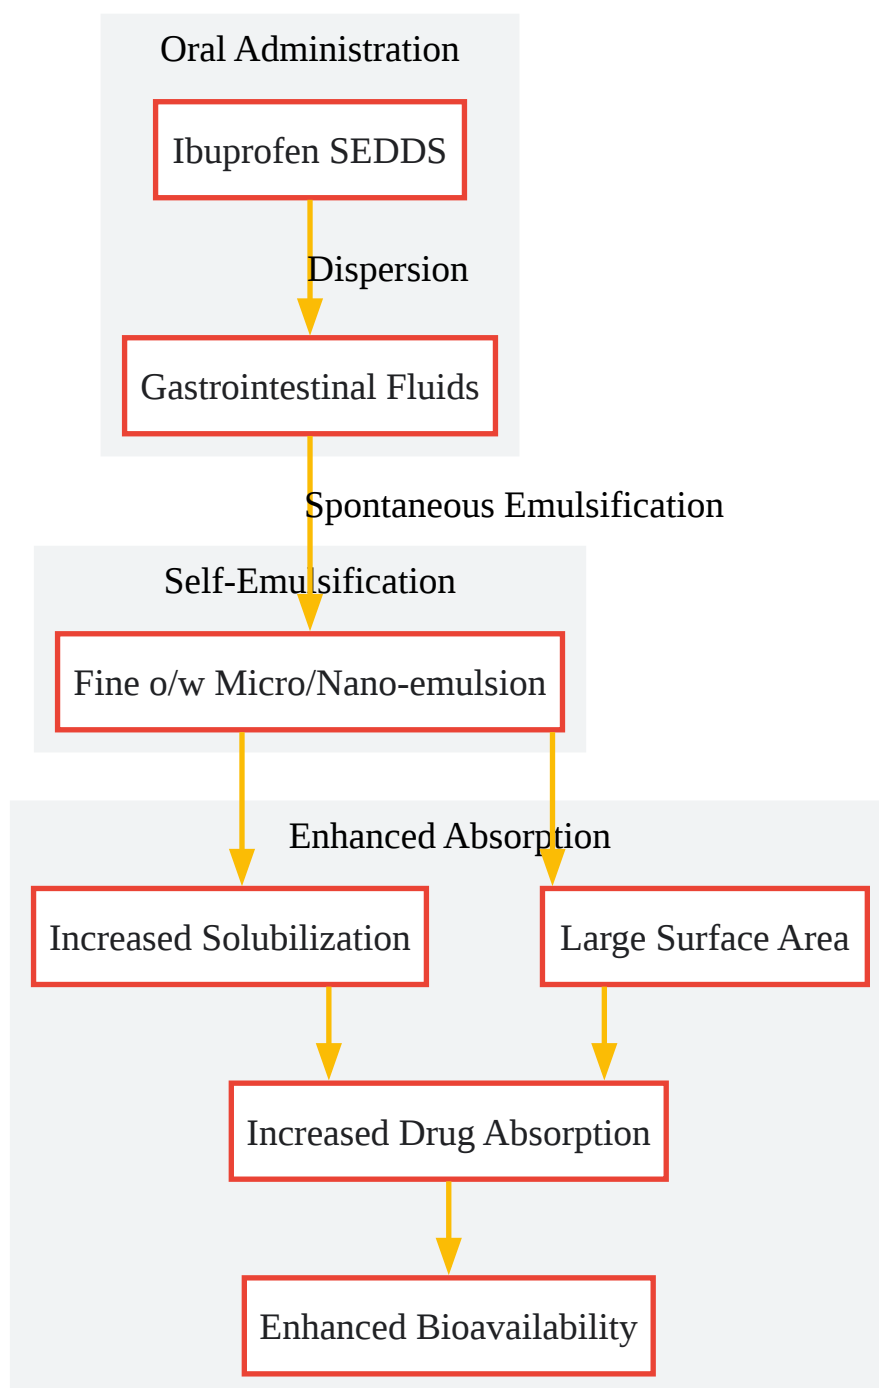 Oral Administration
Ibuprofen SEDDS
Dispersion
Gastrointestinal Fluids
Spontaneous Emulsification
Self-Emulsification
Fine o/w Micro/Nano-emulsion
Enhanced Absorption
Increased Solubilization
Large Surface Area
Increased Drug Absorption
Enhanced Bioavailability